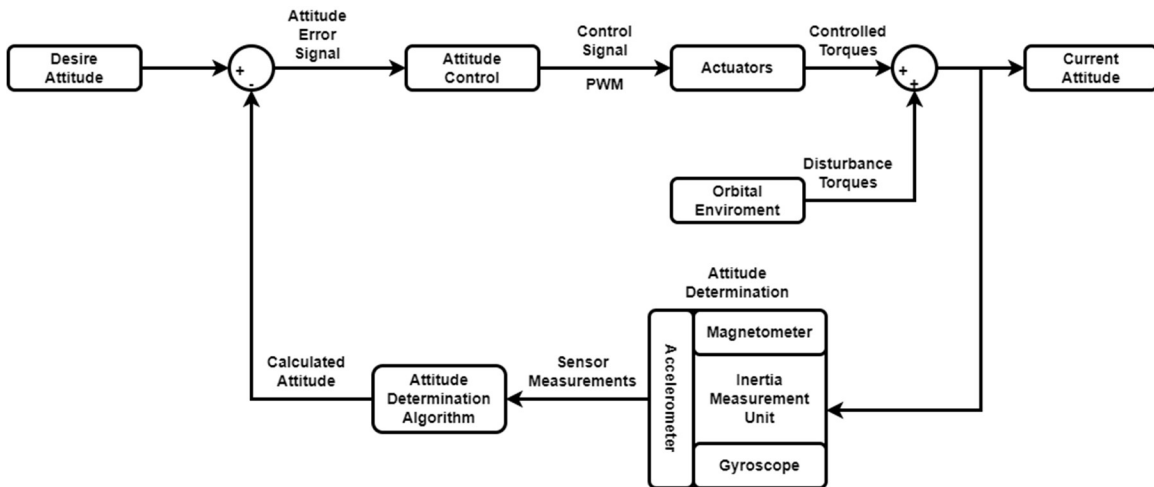 Desire
Attitude
+
-
Attitude
Error
Signal
Attitude
Control
Control
Signal
PWM
Actuators
Controlled
Torques
+
+
Current
Attitude
Disturbance
Torques
Orbital
Enviroment
Attitude
Determination
Magnetometer
Accelerometer
Inertia
Measurement
Unit
Gyroscope
Sensor
Measurements
Attitude
Determination
Algorithm
Calculated
Attitude